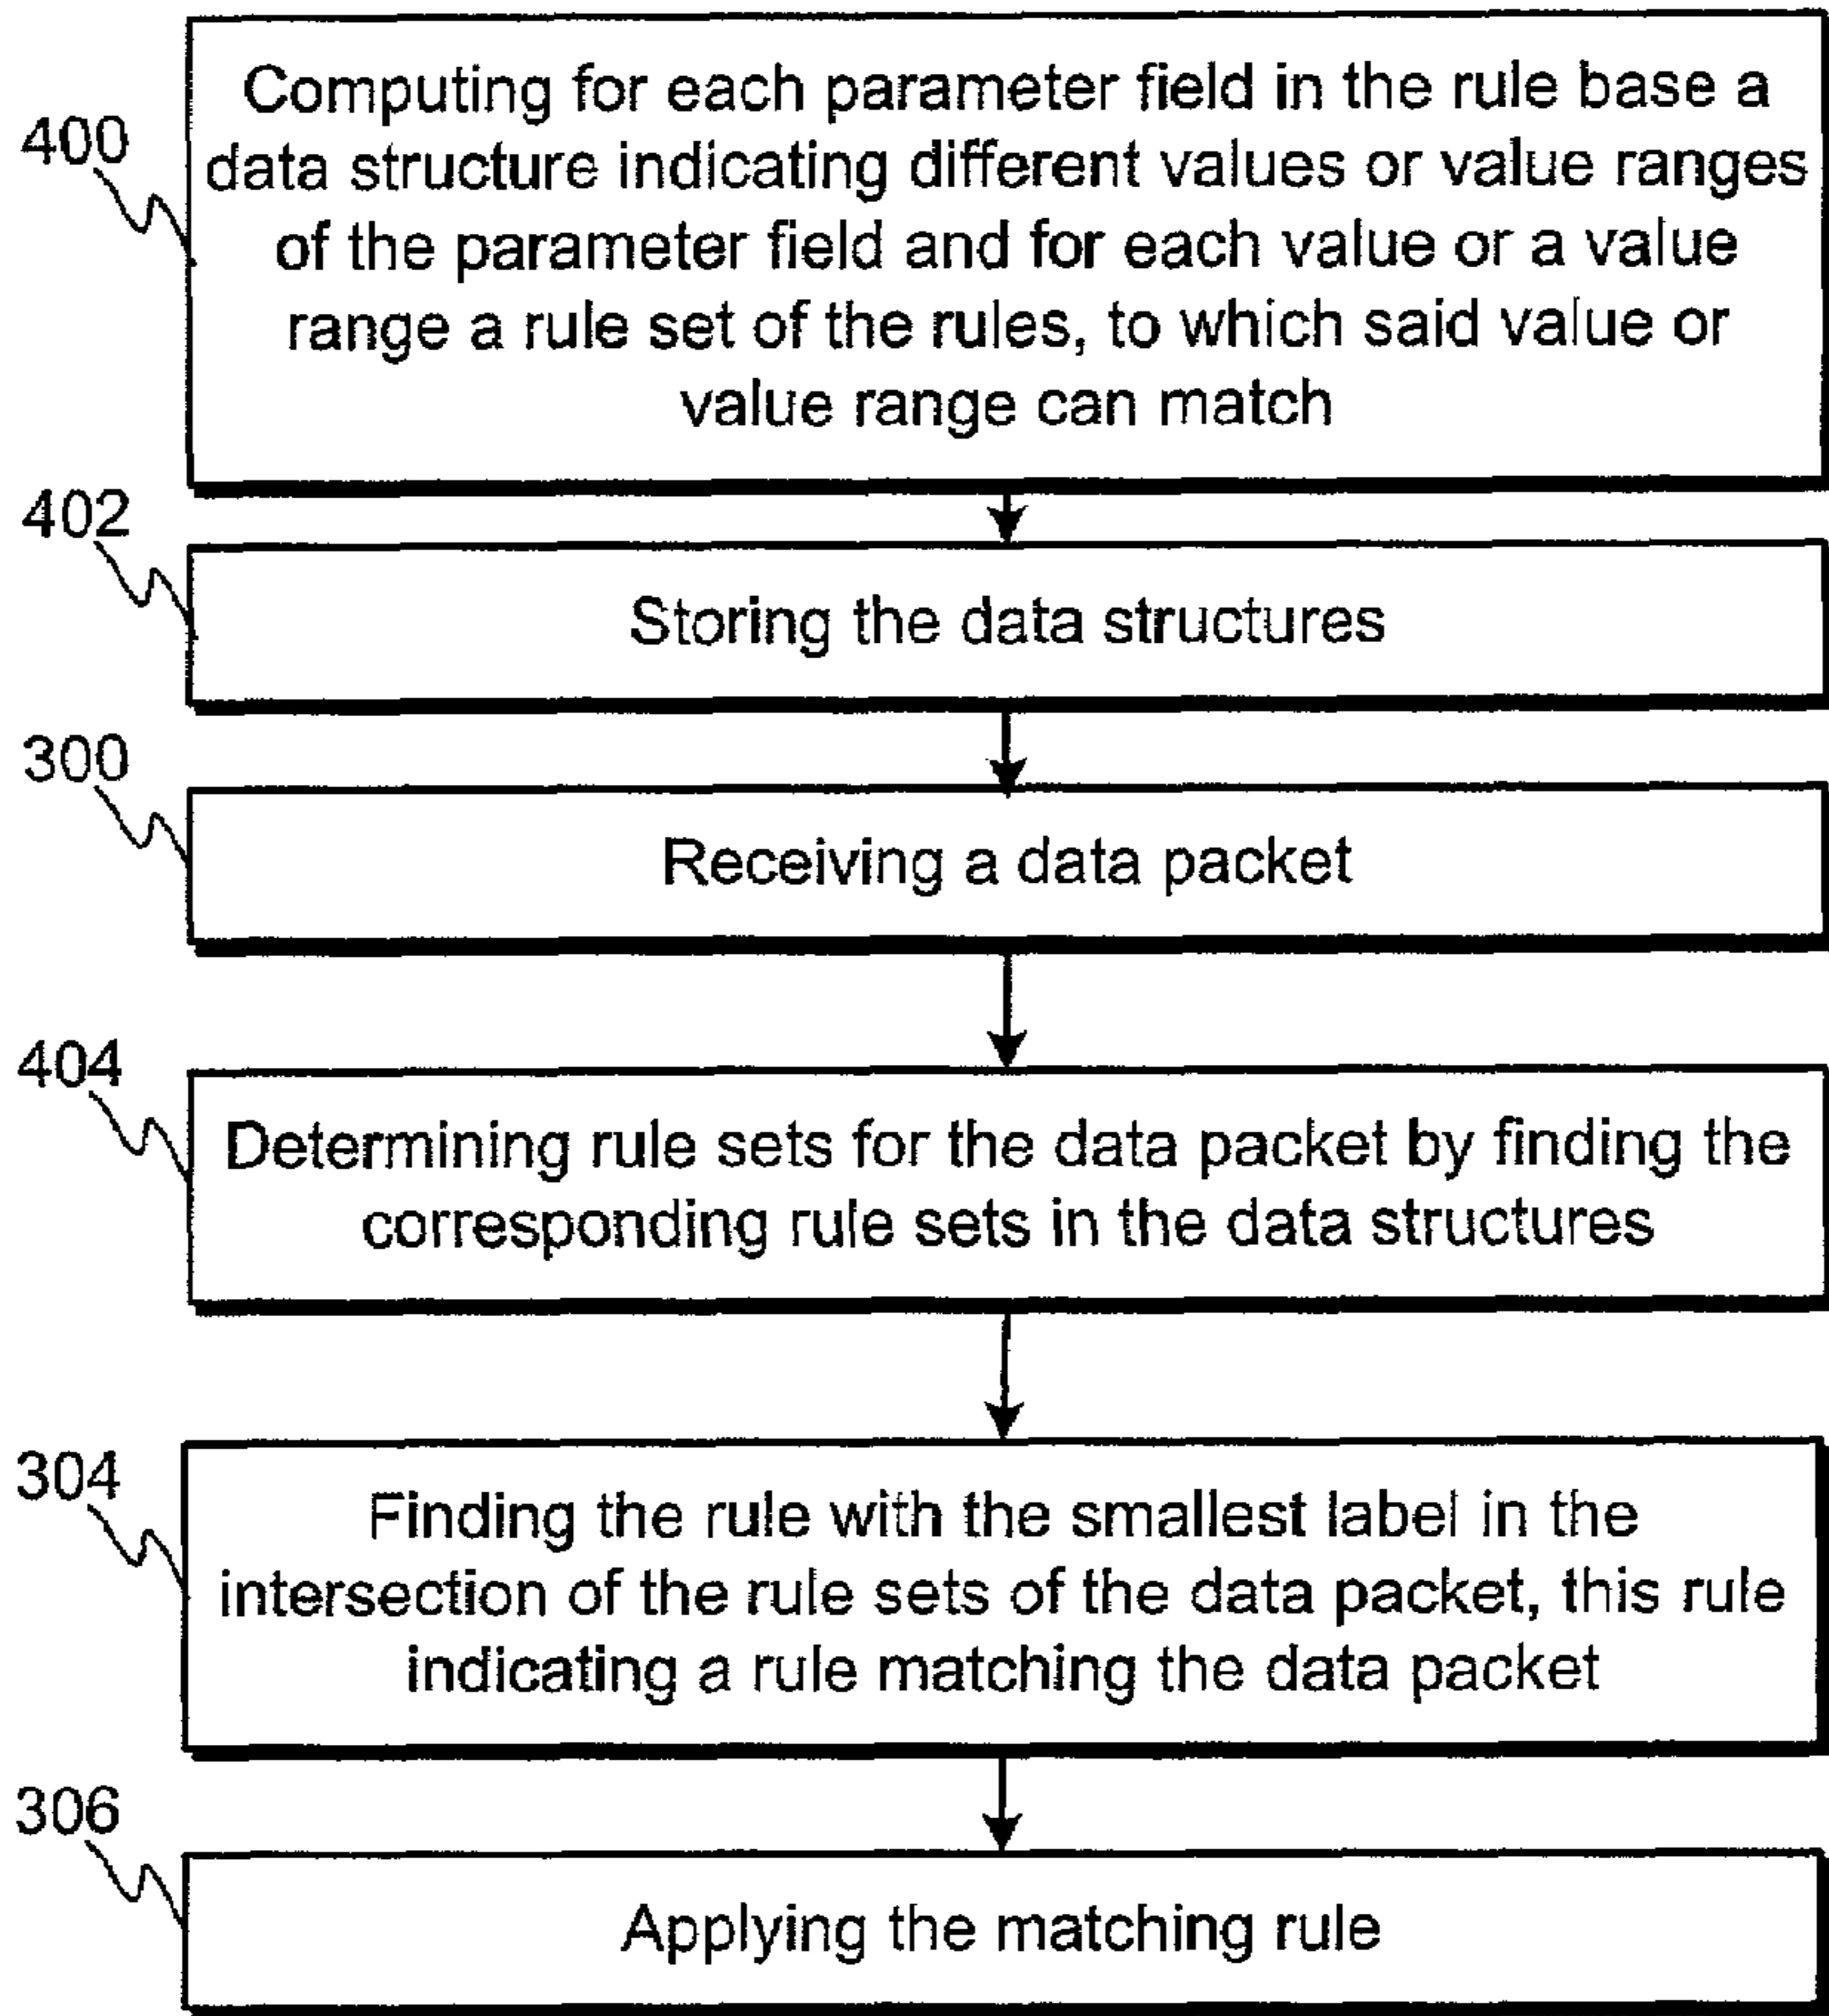 400
Computing for each parameter field in the rule base a
data structure indicating different values or value ranges
of the parameter field and for each value or a value
range a rule set of the rules, to which said value or
value range can match
402
Storing the data structures
300
Receiving a data packet
404
Determining rule sets for the data packet by finding the
corresponding rule sets in the data structures
304
Finding the rule with the smallest label in the
intersection of the rule sets of the data packet, this rule
indicating a rule matching the data packet
306
Applying the matching rule